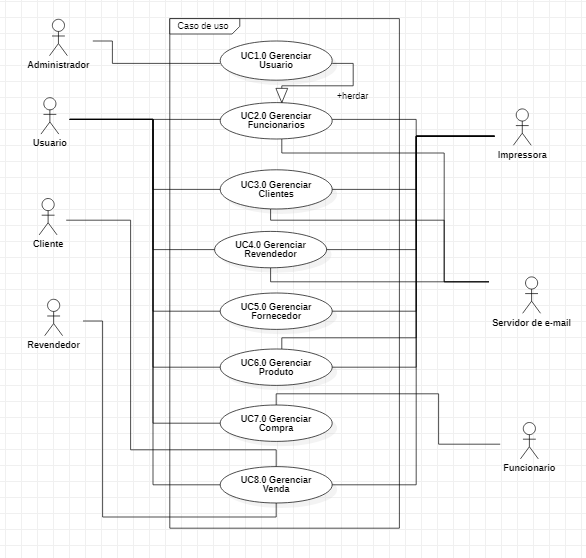 Caso de uso
Administrador
UC1.0 Gerenciar
Usuario
+herdar
Usuario
UC2.0 Gerenciar
Funcionarios
Impressora
UC3.0 Gerenciar
Clientes
Cliente
UC4.0 Gerenciar
Revendedor
UC5.0 Gerenciar
Fornecedor
Servidor de e-mail
Revendedor
UC6.0 Gerenciar
Produto
UC7.0 Gerenciar
Compra
Funcionario
UC8.0 Gerenciar
Venda